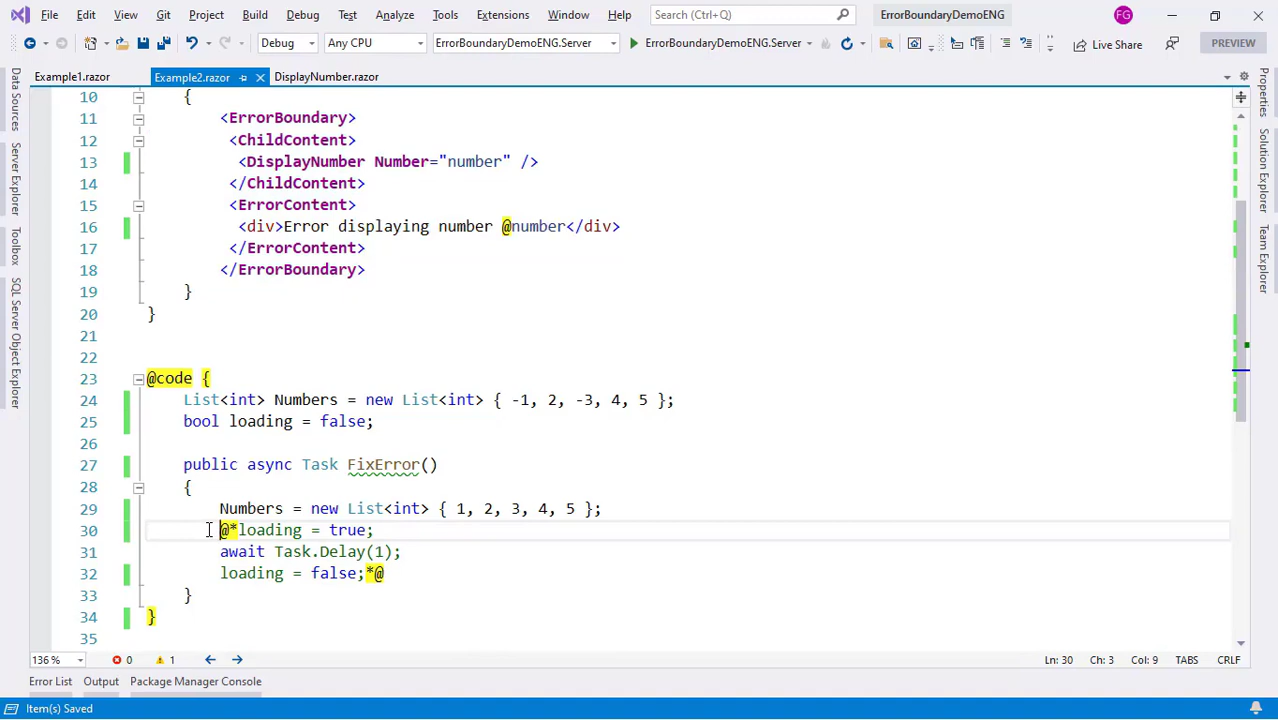 File Edit View Git Project Build Debug Test Analyze Tools Extensions Window Help Search (Ctrl+Q) ErrorBoundaryDemoENG FG
Debug Any CPU ErrorBoundaryDemoENG.Server ErrorBoundaryDemoENG.Server Live Share PREVIEW
Example1.razor Example2.razor DisplayNumber.razor
Data Sources
Server Explorer
Toolbox
SQL Server Object Explorer
10 {
11 <ErrorBoundary>
12 <ChildContent>
13 <DisplayNumber Number="number" />
14 </ChildContent>
15 <ErrorContent>
16 <div>Error displaying number @number</div>
17 </ErrorContent>
18 </ErrorBoundary>
19 }
20 }
21
22
23 @code {
24 List<int> Numbers = new List<int> { -1, 2, -3, 4, 5 };
25 bool loading = false;
26
27 public async Task FixError()
28 {
29 Numbers = new List<int> { 1, 2, 3, 4, 5 };
30 @*loading = true;
31 await Task.Delay(1);
32 loading = false;*@
33 }
34 }
35
Properties
Solution Explorer
Team Explorer
136 % 0 1 Ln: 30 Ch: 3 Col: 9 TABS CRLF
Error List Output Package Manager Console
Item(s) Saved